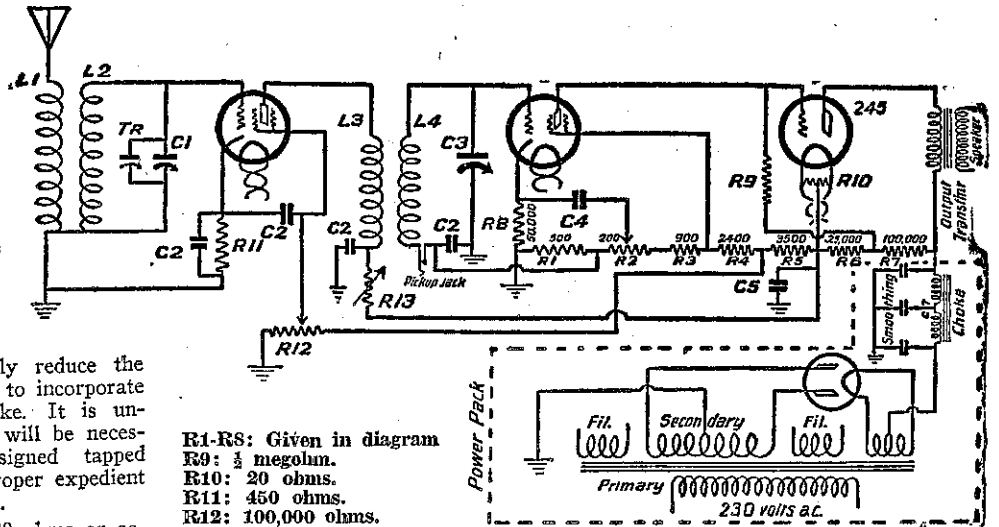 L1
L2
TR
C1
C2
R11
C2
L3
L4
C2
R13
C3
C2
Pickup Jack
R8
50,000
C4
500
R1
200
R2
900
R3
2400
R4
3500
R5
C5
25,000
R6
100,000
R7
R9
245
R10
Speaker
Output Transfmr
Smoothing
Choke
R12
Power Pack
Fil.
Secondary
Fil.
Primary
230 volts a.c.
ly reduce the
to incorporate
ke. It is un-
will be neces-
signed tapped
roper expedient
R1-R8: Given in diagram
R9: ½ megohm.
R10: 20 ohms.
R11: 450 ohms.
R12: 100,000 ohms.